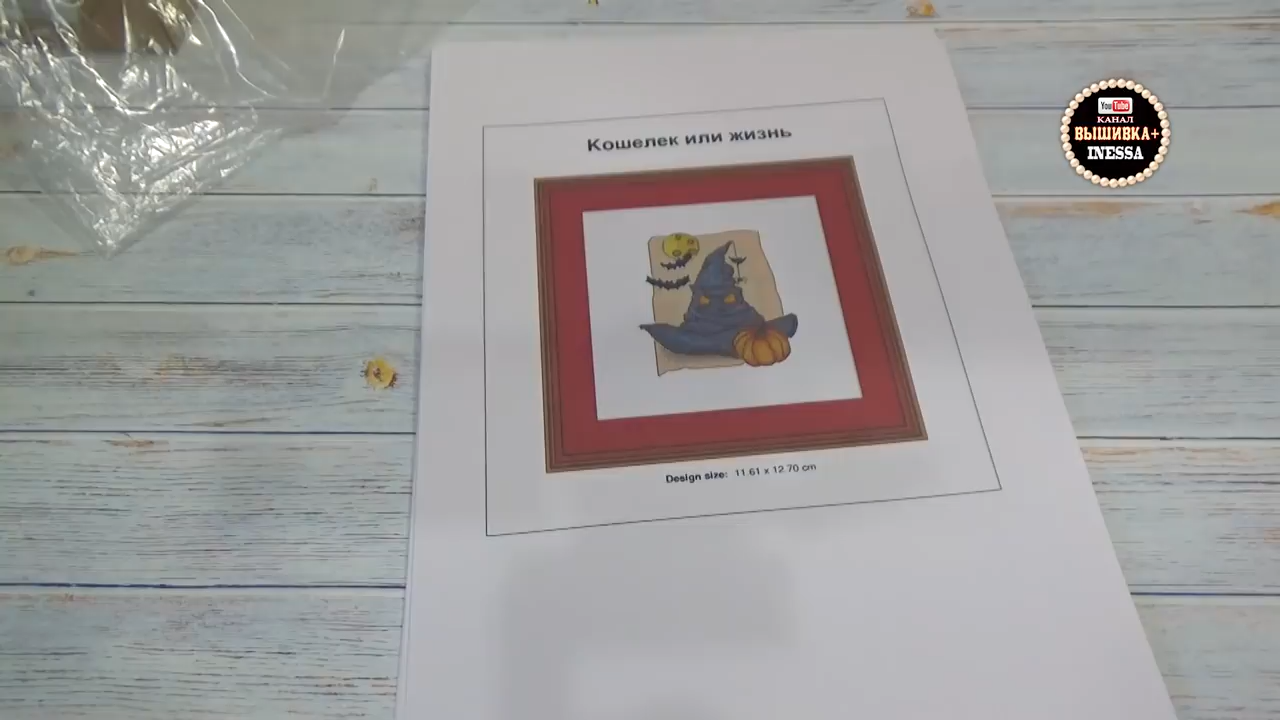 Кошелек или жизнь
Design size: 11.61 x 12.70 cm
YouTube
КАНАЛ
ВЫШИВКА+
INESSA